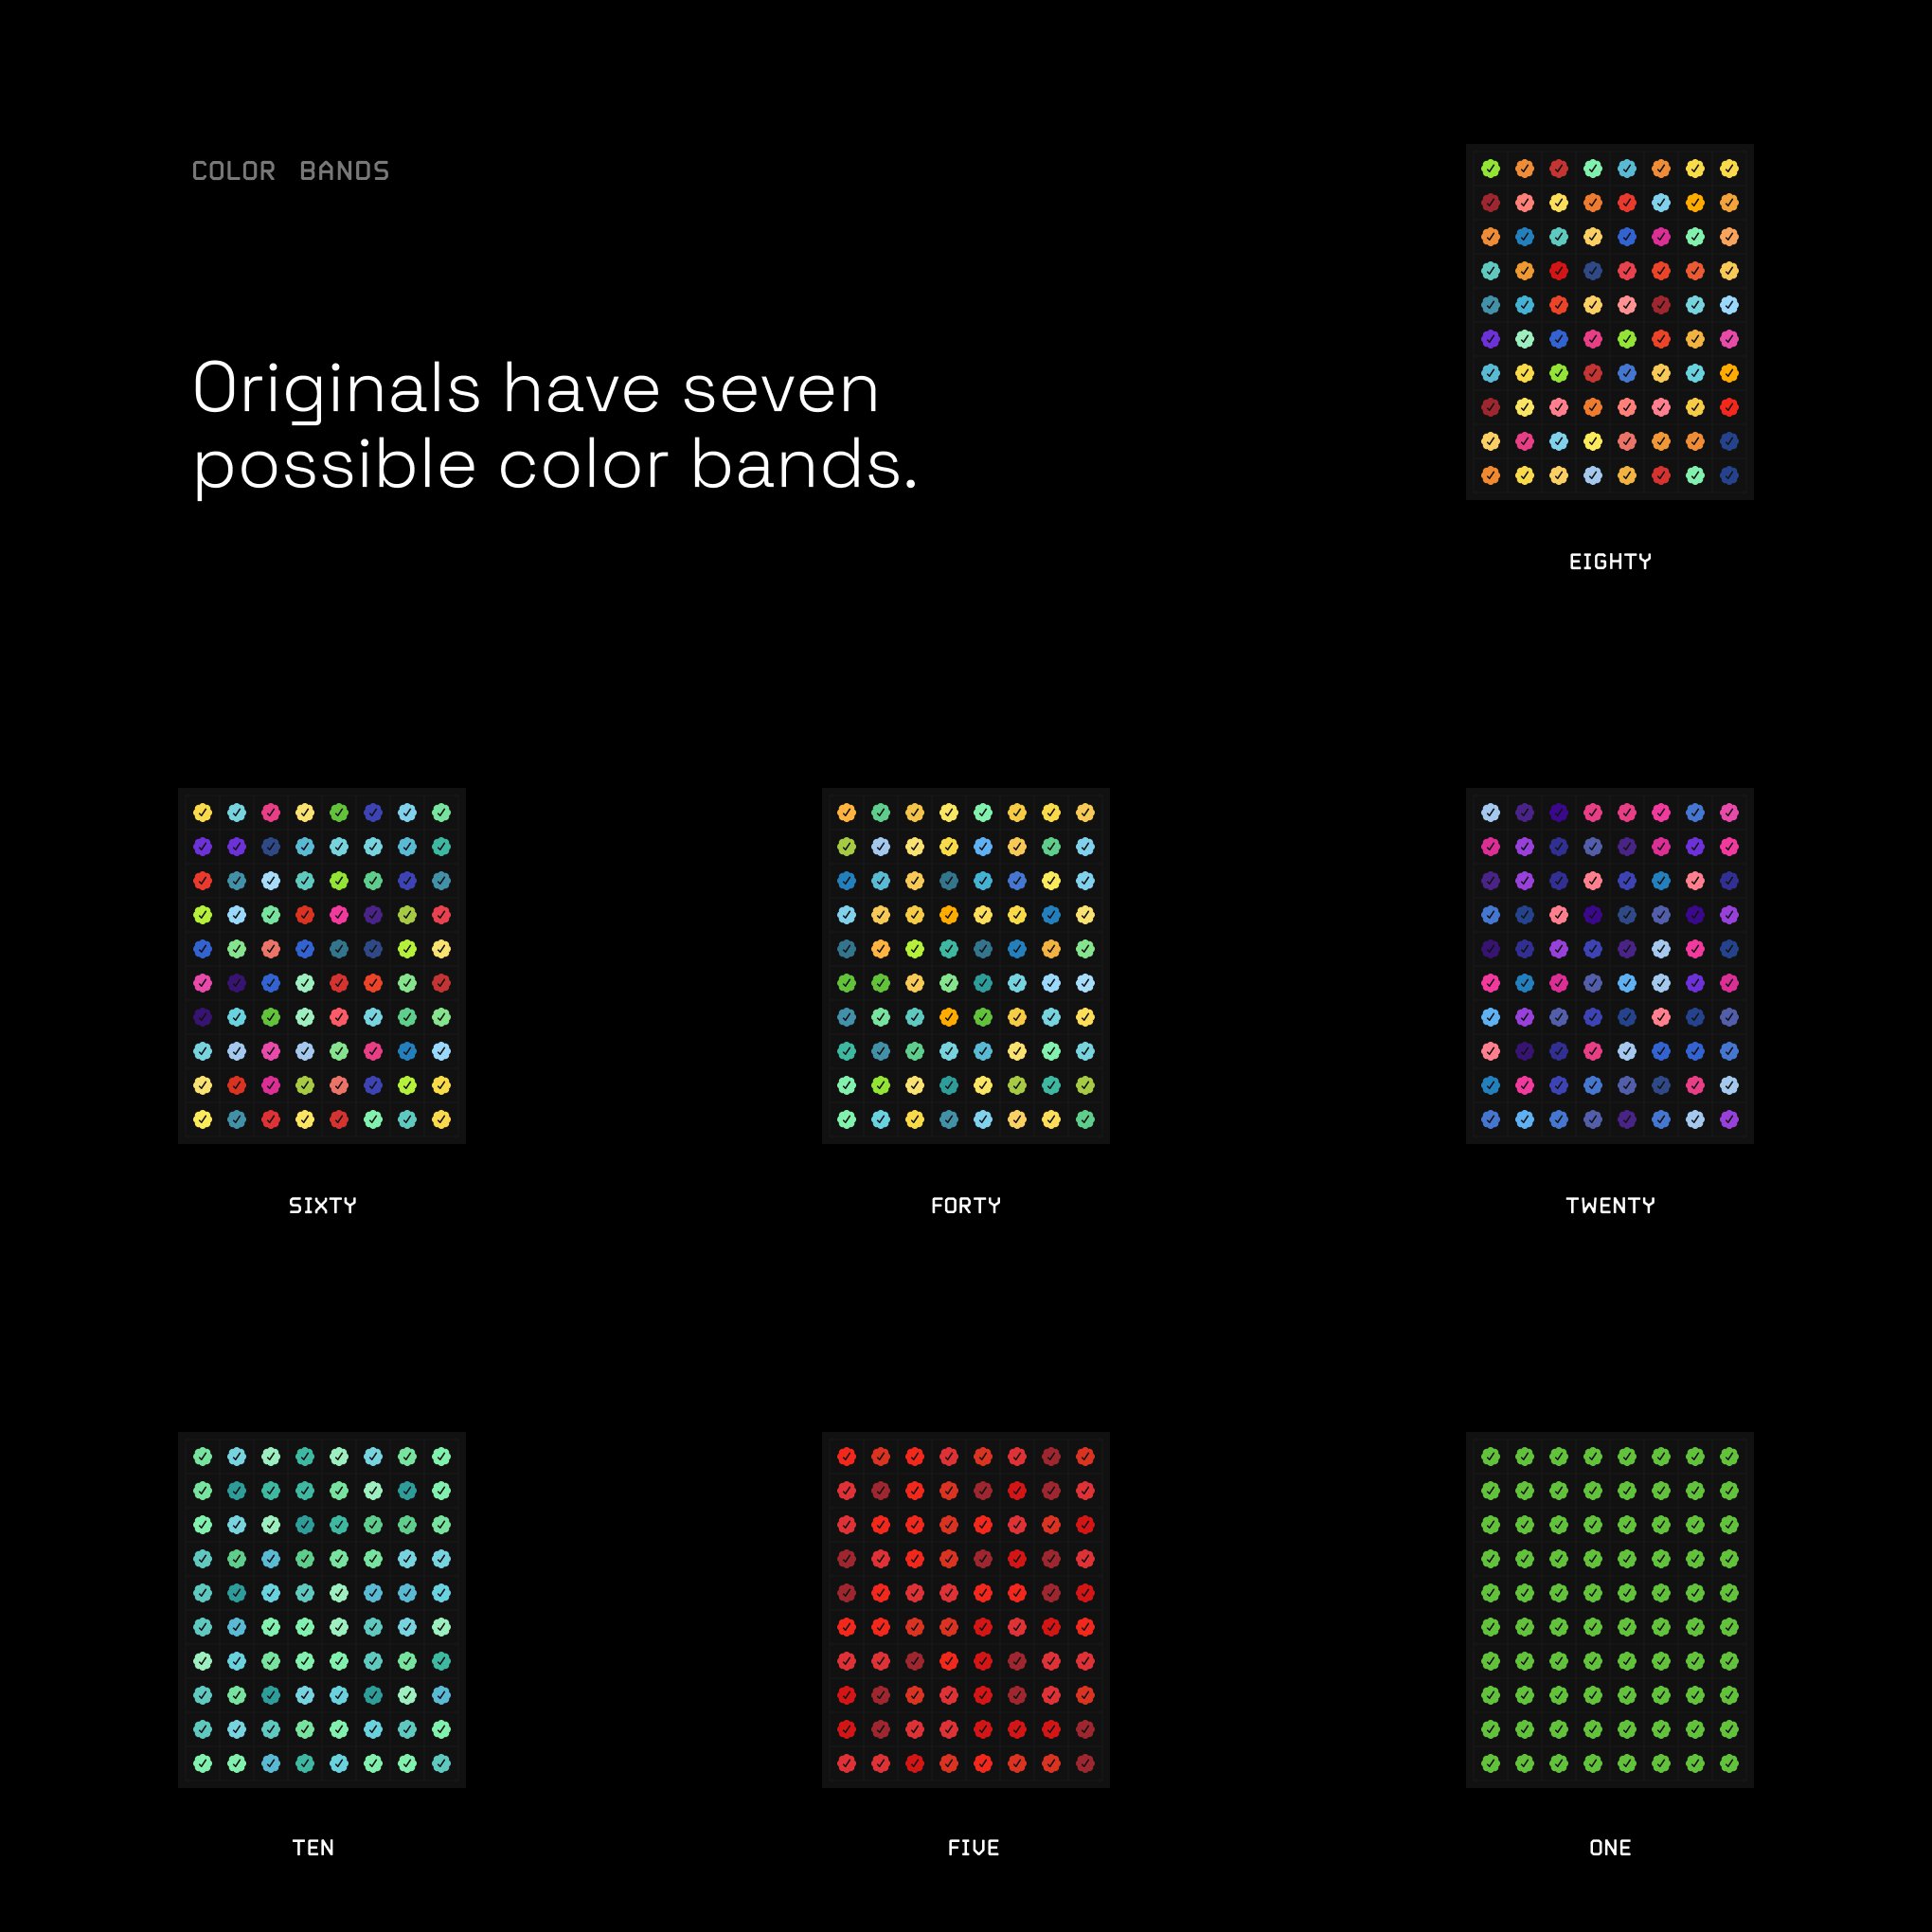 COLOR BANDS
Originals have seven
possible color bands.
EIGHTY
SIXTY
FORTY
TWENTY
TEN
FIVE
ONE